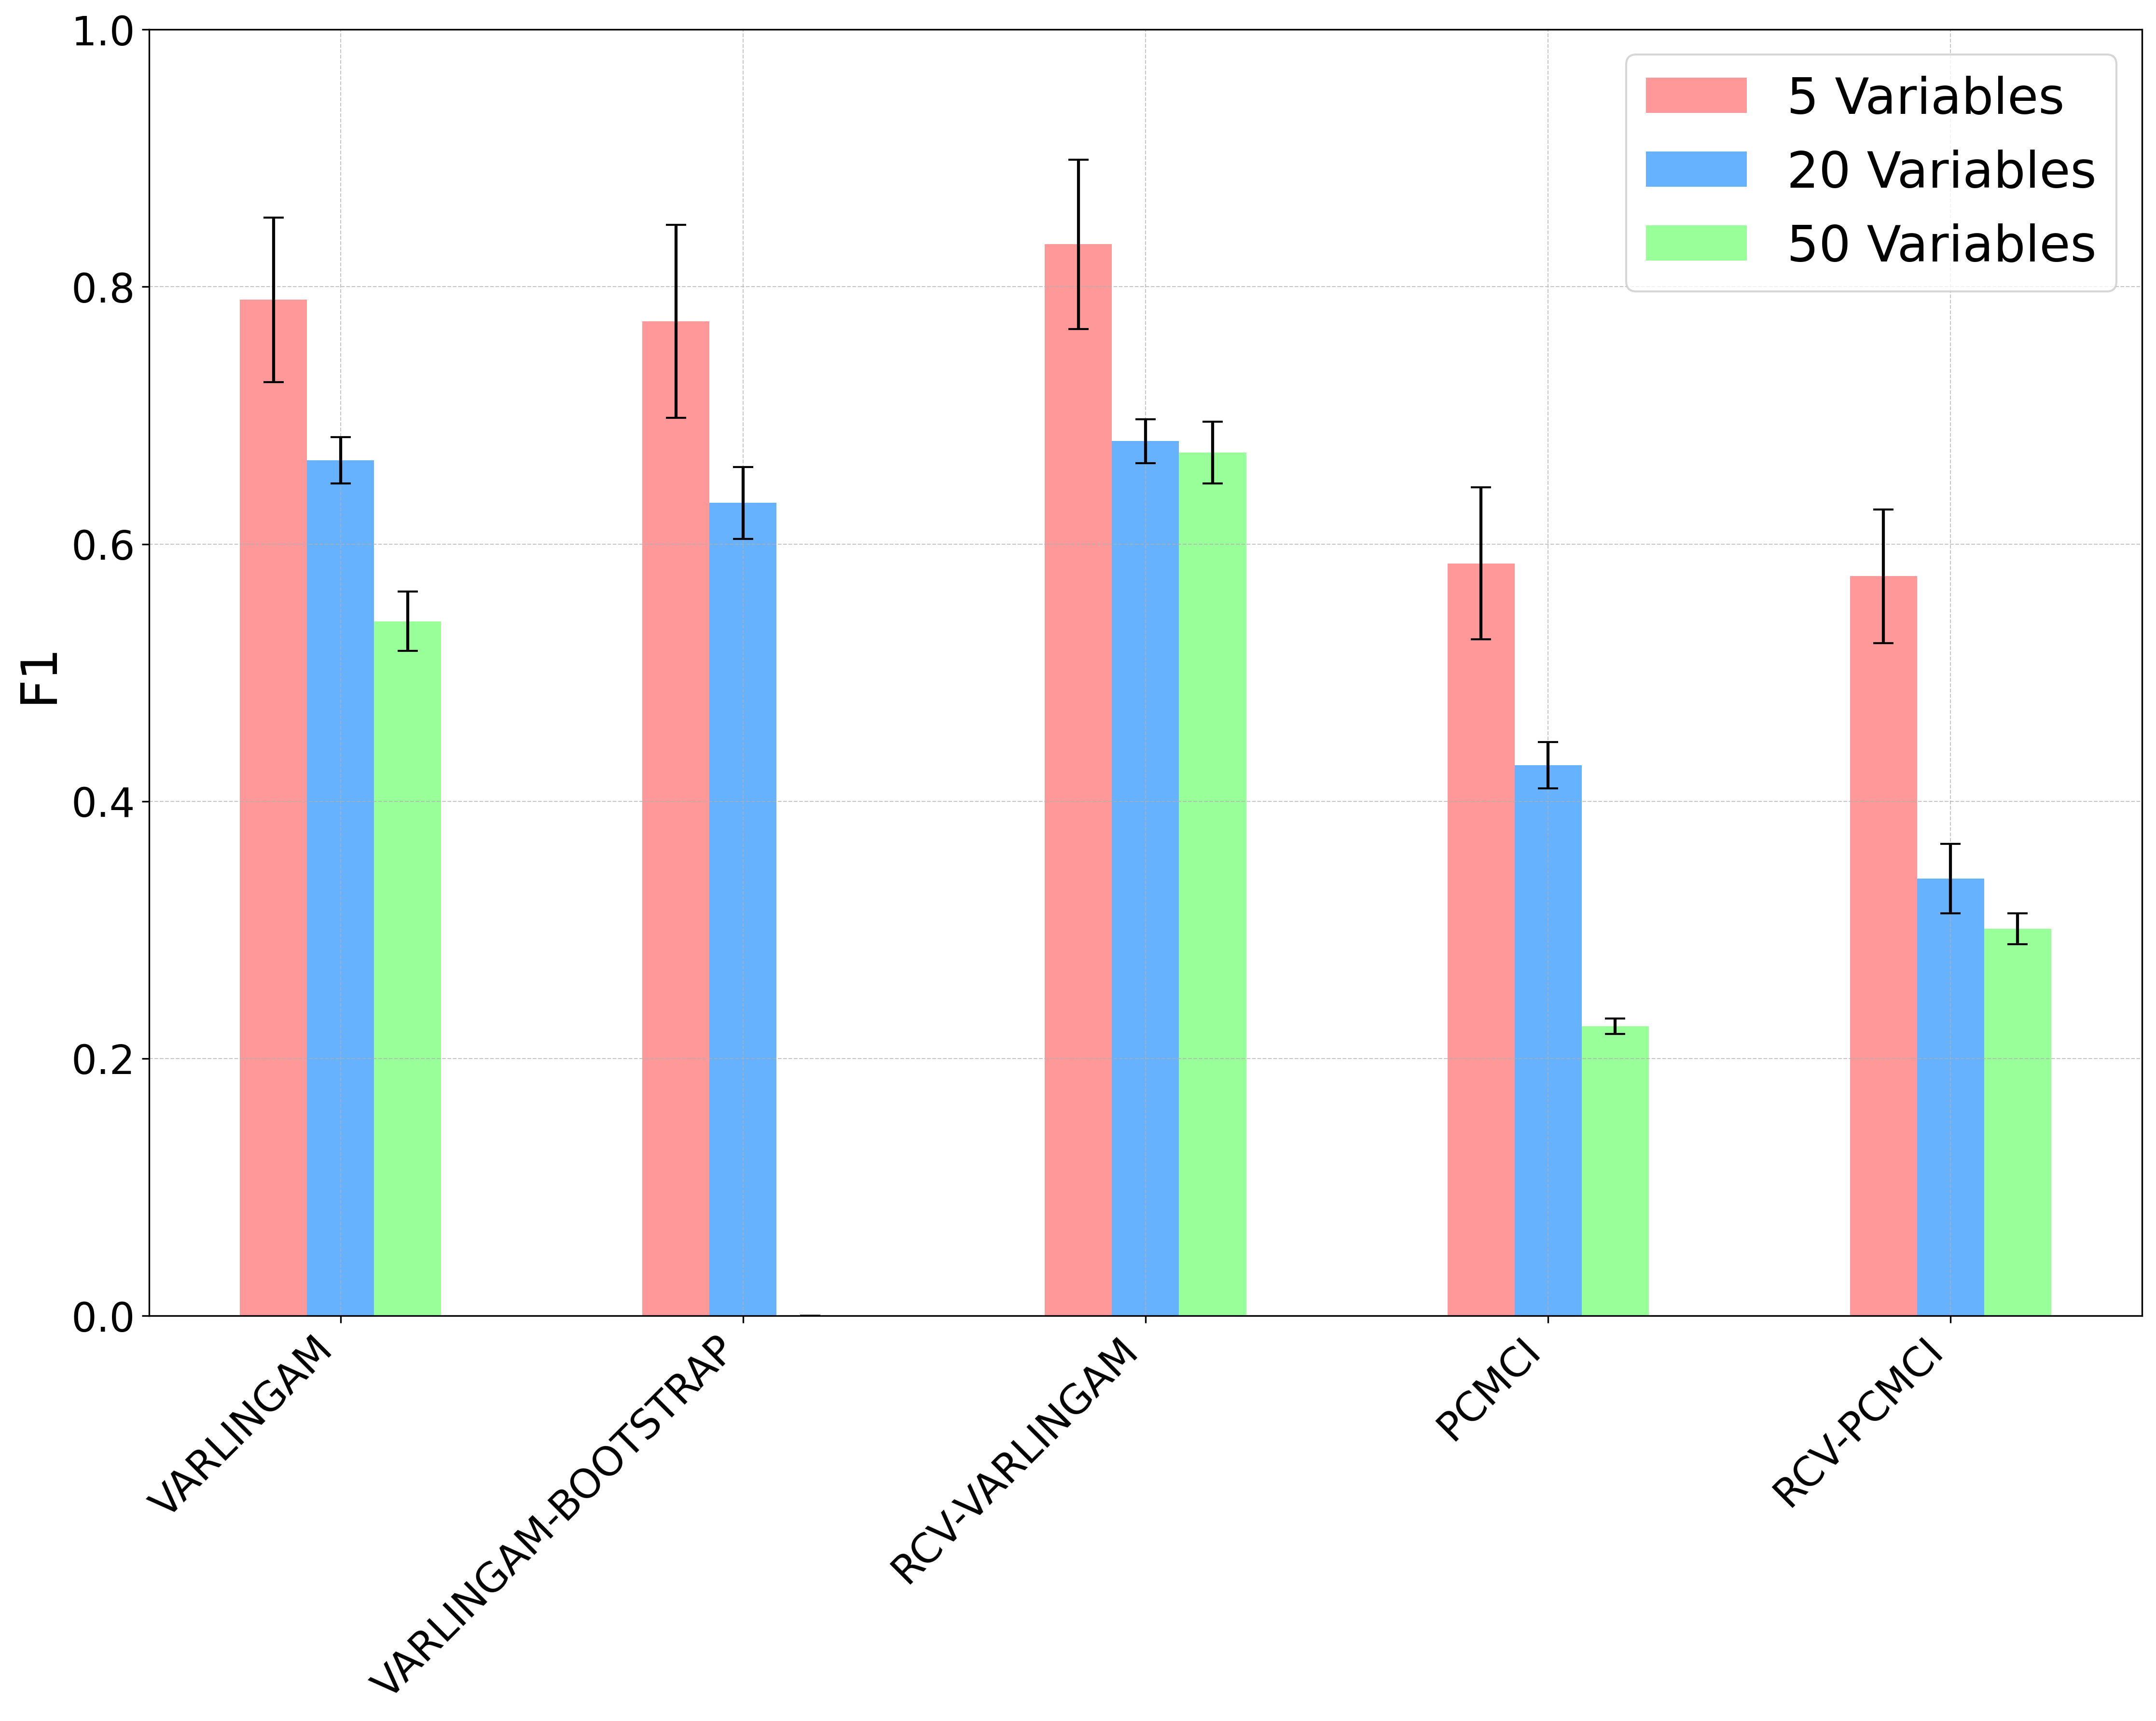 1.0
0.8
0.6
0.4
0.2
0.0
F1
5 Variables
20 Variables
50 Variables
VARLINGAM
VARLINGAM-BOOTSTRAP
RCV-VARLINGAM
PCMCI
RCV-PCMCI